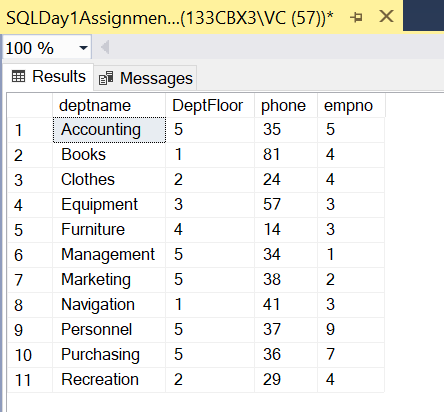 SQLDay1Assignmen...(133CBX3\VC (57))*
100 %
Results Messages
deptname DeptFloor phone empno
1 Accounting 5 35 5
2 Books 1 81 4
3 Clothes 2 24 4
4 Equipment 3 57 3
5 Furniture 4 14 3
6 Management 5 34 1
7 Marketing 5 38 2
8 Navigation 1 41 3
9 Personnel 5 37 9
10 Purchasing 5 36 7
11 Recreation 2 29 4